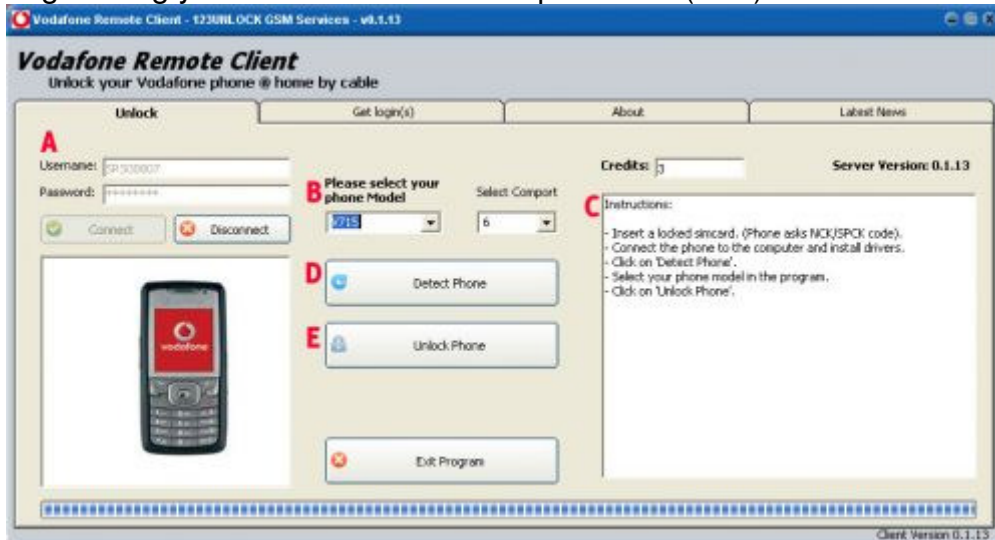 Vodafone Remote Client - 123UNLOCK GSM Services - v0.1.13
Vodafone Remote Client
Unlock your Vodafone phone @ home by cable
Unlock Get login(s) About Latest News
A
Username:
Password: ********
B Please select your phone Model
Select Comport
715 6
Connect Disconnect
Credits: 3 Server Version: 0.1.13
C Instructions:
- Insert a locked simcard. (Phone asks NCK/SPCK code).
- Connect the phone to the computer and install drivers.
- Click on 'Detect Phone'.
- Select your phone model in the program.
- Click on 'Unlock Phone'.
vodafone
D Detect Phone
E Unlock Phone
Exit Program
Client Version 0.1.13